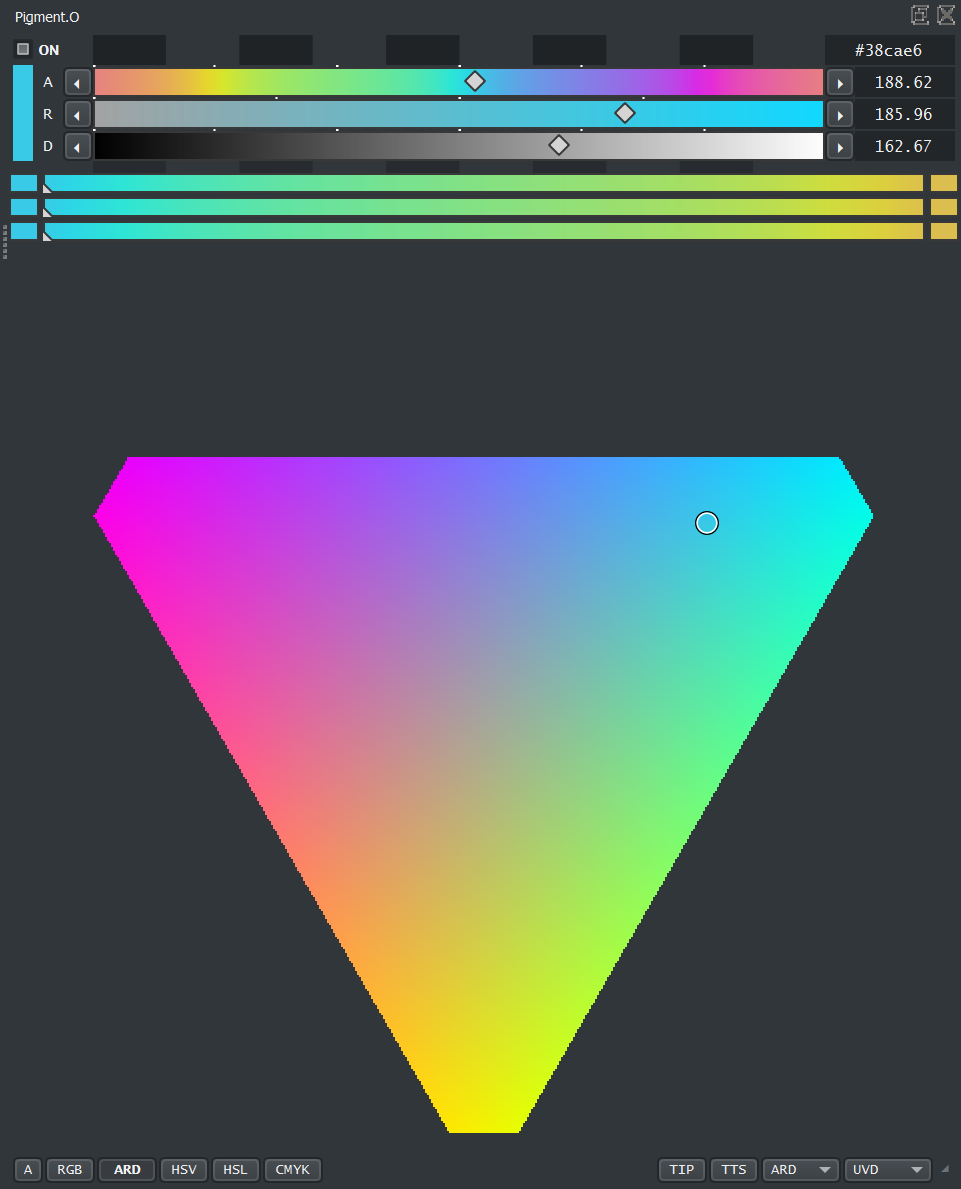 Pigment.O
ON #38cae6
A 188.62
R 185.96
D 162.67
A RGB ARD HSV HSL CMYK TIP TTS ARD UVD